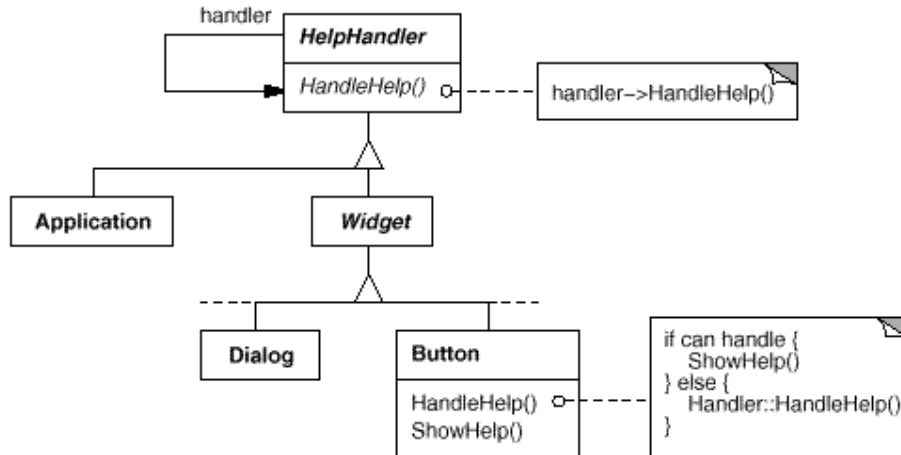 handler
HelpHandler
HandleHelp()
handler–>HandleHelp()
Application
Widget
Dialog
Button
HandleHelp()
ShowHelp()
if can handle {
ShowHelp()
} else {
Handler::HandleHelp()
}